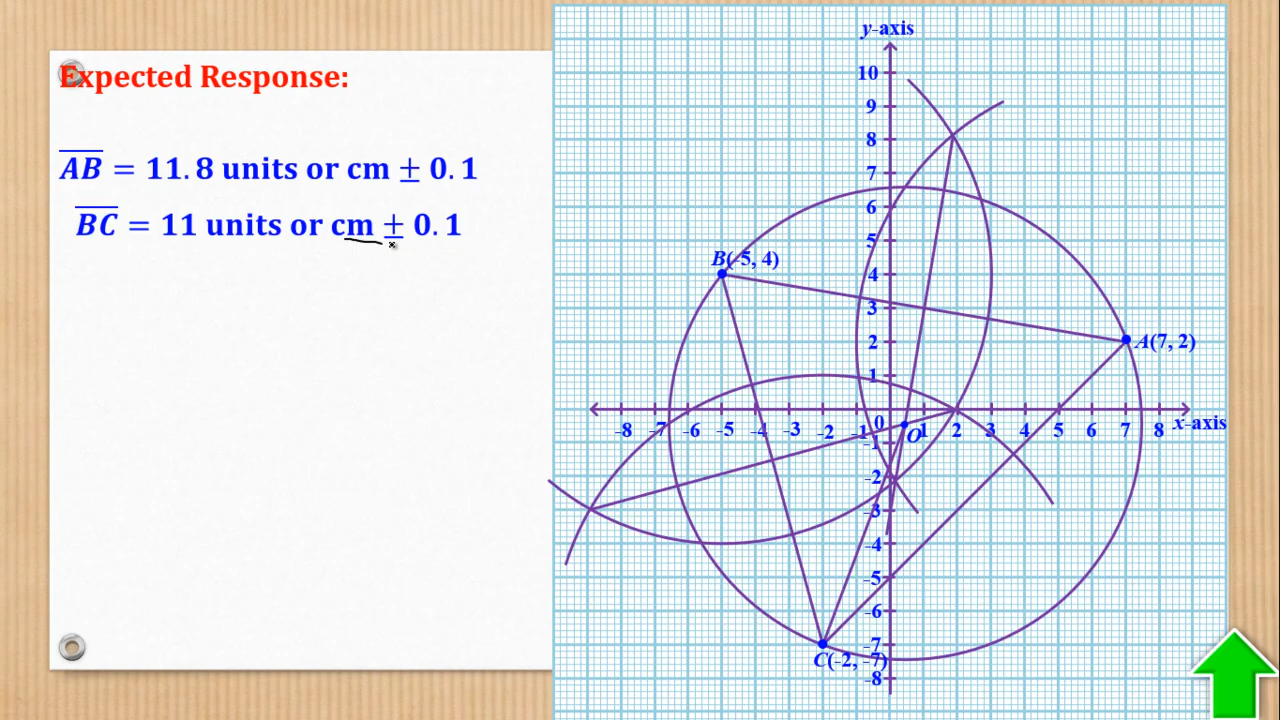 Expected Response:
AB = 11.8 units or cm ± 0.1
BC = 11 units or cm ± 0.1
y-axis
10
9
8
7
6
5
B(-5, 4)
4
3
2
A(7, 2)
1
0
x-axis
-8 -7 -6 -5 -4 -3 -2 -1 O 1 2 3 4 5 6 7 8
-1
-2
-3
-4
-5
-6
-7
C(-2, -7)
-8